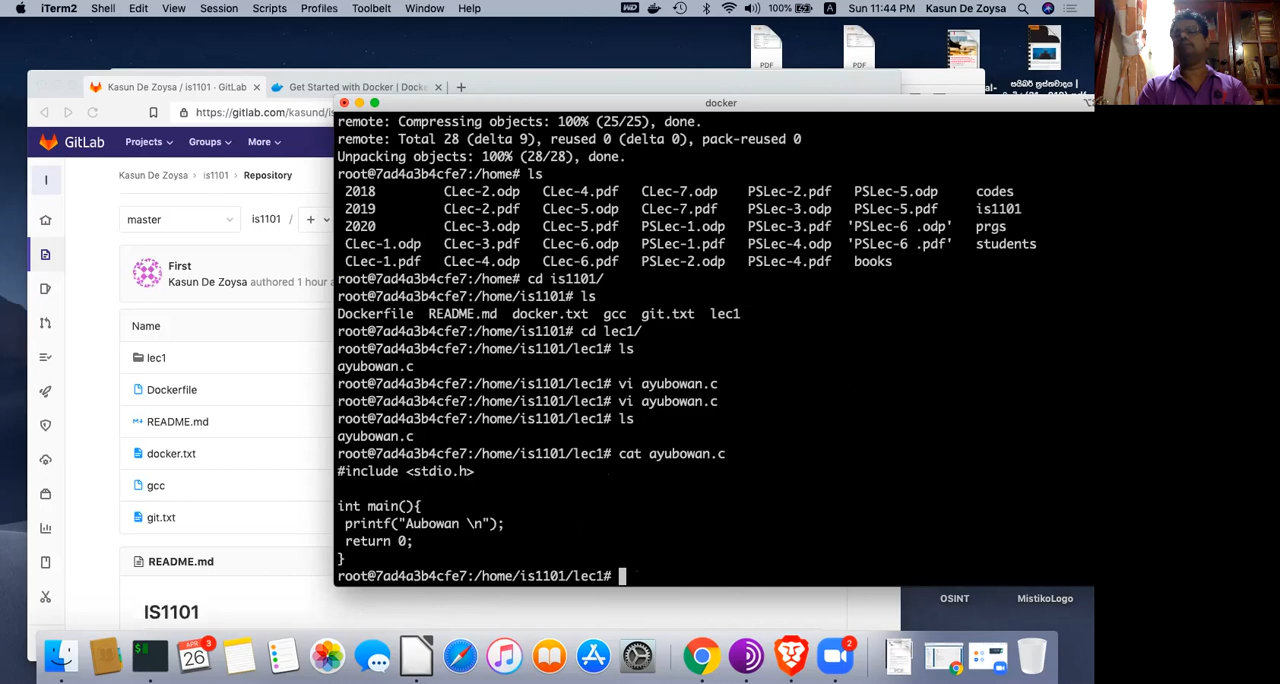 iTerm2 Shell Edit View Session Scripts Profiles Toolbelt Window Help 100% A Sun 11:44 PM Kasun De Zoysa
PDF PDF
සයිබර්
Kasun De Zoysa / is1101 · GitLab Get Started with Docker | Docke
docker
https://gitlab.com/kasund/is
GitLab Projects Groups More
Kasun De Zoysa is1101 Repository
I
master is1101 / +
First
Kasun De Zoysa authored 1 hour a
Name
lec1
Dockerfile
README.md
docker.txt
gcc
git.txt
README.md
IS1101
remote: Compressing objects: 100% (25/25), done.
remote: Total 28 (delta 9), reused 0 (delta 0), pack-reused 0
Unpacking objects: 100% (28/28), done.
root@7ad4a3b4cfe7:/home# ls
2018 CLec-2.odp CLec-4.pdf CLec-7.odp PSLec-2.pdf PSLec-5.odp codes
2019 CLec-2.pdf CLec-5.odp CLec-7.pdf PSLec-3.odp PSLec-5.pdf is1101
2020 CLec-3.odp CLec-5.pdf PSLec-1.odp PSLec-3.pdf 'PSLec-6 .odp' prgs
CLec-1.odp CLec-3.pdf CLec-6.odp PSLec-1.pdf PSLec-4.odp 'PSLec-6 .pdf' students
CLec-1.pdf CLec-4.odp CLec-6.pdf PSLec-2.odp PSLec-4.pdf books
root@7ad4a3b4cfe7:/home# cd is1101/
root@7ad4a3b4cfe7:/home/is1101# ls
Dockerfile README.md docker.txt gcc git.txt lec1
root@7ad4a3b4cfe7:/home/is1101# cd lec1/
root@7ad4a3b4cfe7:/home/is1101/lec1# ls
ayubowan.c
root@7ad4a3b4cfe7:/home/is1101/lec1# vi ayubowan.c
root@7ad4a3b4cfe7:/home/is1101/lec1# vi ayubowan.c
root@7ad4a3b4cfe7:/home/is1101/lec1# ls
ayubowan.c
root@7ad4a3b4cfe7:/home/is1101/lec1# cat ayubowan.c
#include <stdio.h>
int main(){
printf("Aubowan \n");
return 0;
}
root@7ad4a3b4cfe7:/home/is1101/lec1#
OSINT MistikoLogo
APR 3
26
2